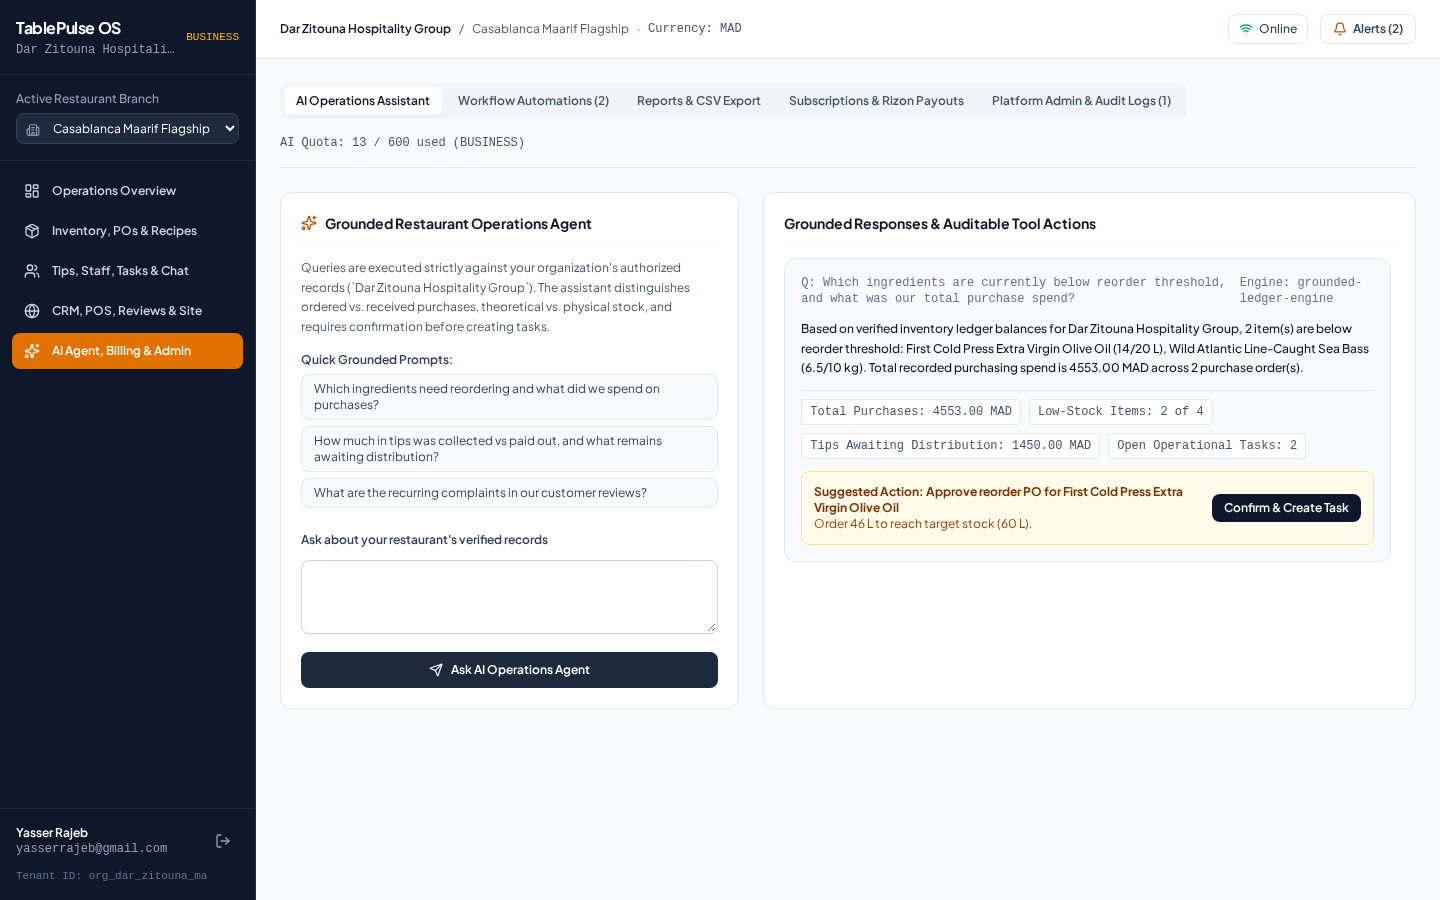 TablePulse OS
Dar Zitouna Hospitali…
BUSINESS
Active Restaurant Branch
Casablanca Maarif Flagship
Operations Overview
Inventory, POs & Recipes
Tips, Staff, Tasks & Chat
CRM, POS, Reviews & Site
AI Agent, Billing & Admin
Yasser Rajeb
yasserrajeb@gmail.com
Tenant ID: org_dar_zitouna_ma
Dar Zitouna Hospitality Group / Casablanca Maarif Flagship · Currency: MAD
Online
Alerts (2)
AI Operations Assistant
Workflow Automations (2)
Reports & CSV Export
Subscriptions & Rizon Payouts
Platform Admin & Audit Logs (1)
AI Quota: 13 / 600 used (BUSINESS)
Grounded Restaurant Operations Agent
Queries are executed strictly against your organization's authorized
records (`Dar Zitouna Hospitality Group`). The assistant distinguishes
ordered vs. received purchases, theoretical vs. physical stock, and
requires confirmation before creating tasks.
Quick Grounded Prompts:
Which ingredients need reordering and what did we spend on
purchases?
How much in tips was collected vs paid out, and what remains
awaiting distribution?
What are the recurring complaints in our customer reviews?
Ask about your restaurant's verified records
Ask AI Operations Agent
Grounded Responses & Auditable Tool Actions
Q: Which ingredients are currently below reorder threshold,
and what was our total purchase spend?
Engine: grounded-
ledger-engine
Based on verified inventory ledger balances for Dar Zitouna Hospitality Group, 2 item(s) are below
reorder threshold: First Cold Press Extra Virgin Olive Oil (14/20 L), Wild Atlantic Line-Caught Sea Bass
(6.5/10 kg). Total recorded purchasing spend is 4553.00 MAD across 2 purchase order(s).
Total Purchases: 4553.00 MAD
Low-Stock Items: 2 of 4
Tips Awaiting Distribution: 1450.00 MAD
Open Operational Tasks: 2
Suggested Action: Approve reorder PO for First Cold Press Extra
Virgin Olive Oil
Order 46 L to reach target stock (60 L).
Confirm & Create Task